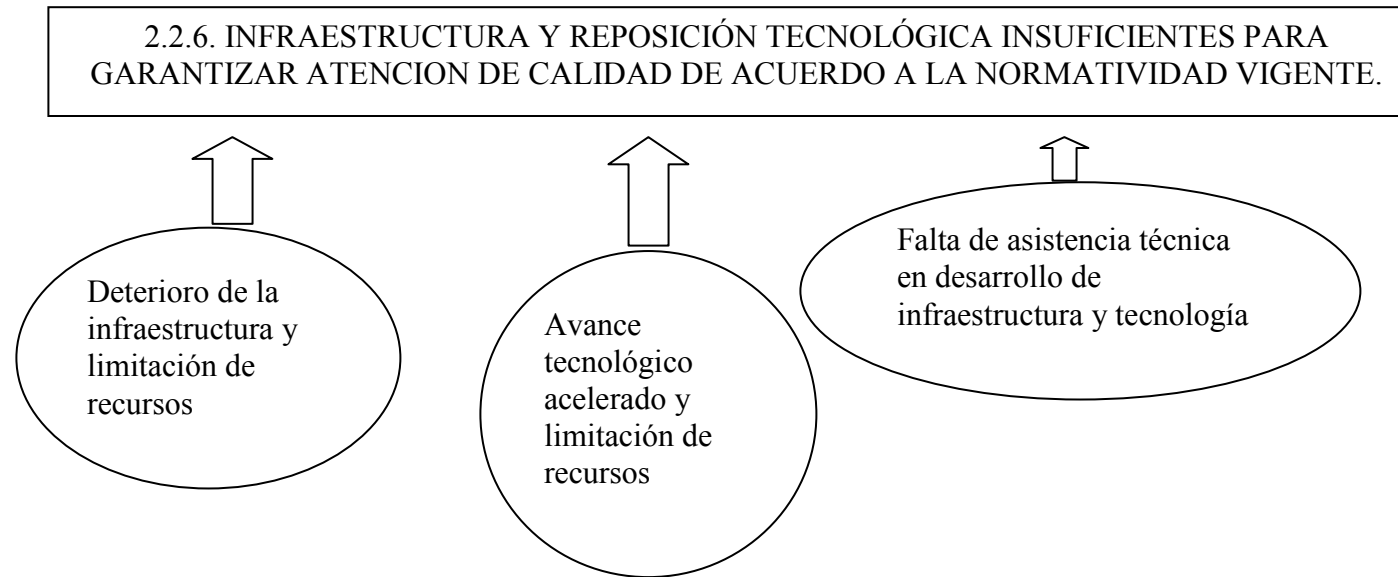 2.2.6. INFRAESTRUCTURA Y REPOSICIÓN TECNOLÓGICA INSUFICIENTES PARA
GARANTIZAR ATENCION DE CALIDAD DE ACUERDO A LA NORMATIVIDAD VIGENTE.
Deterioro de la
infraestructura y
limitación de
recursos
Avance
tecnológico
acelerado y
limitación de
recursos
Falta de asistencia técnica
en desarrollo de
infraestructura y tecnología